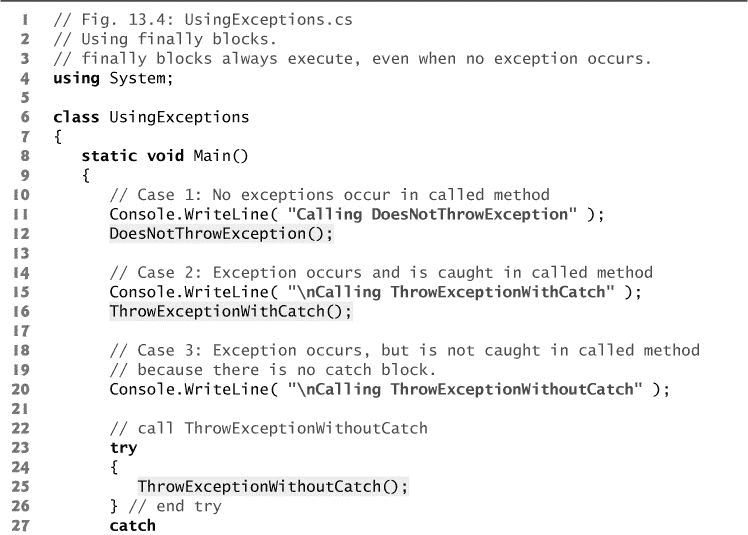 1 // Fig. 13.4: UsingExceptions.cs
2 // Using finally blocks.
3 // finally blocks always execute, even when no exception occurs.
4 using System;
5
6 class UsingExceptions
7 {
8    static void Main()
9    {
10       // Case 1: No exceptions occur in called method
11       Console.WriteLine( "Calling DoesNotThrowException" );
12       DoesNotThrowException();
13
14       // Case 2: Exception occurs and is caught in called method
15       Console.WriteLine( "\nCalling ThrowExceptionWithCatch" );
16       ThrowExceptionWithCatch();
17
18       // Case 3: Exception occurs, but is not caught in called method
19       // because there is no catch block.
20       Console.WriteLine( "\nCalling ThrowExceptionWithoutCatch" );
21
22       // call ThrowExceptionWithoutCatch
23       try
24       {
25          ThrowExceptionWithoutCatch();
26       } // end try
27       catch